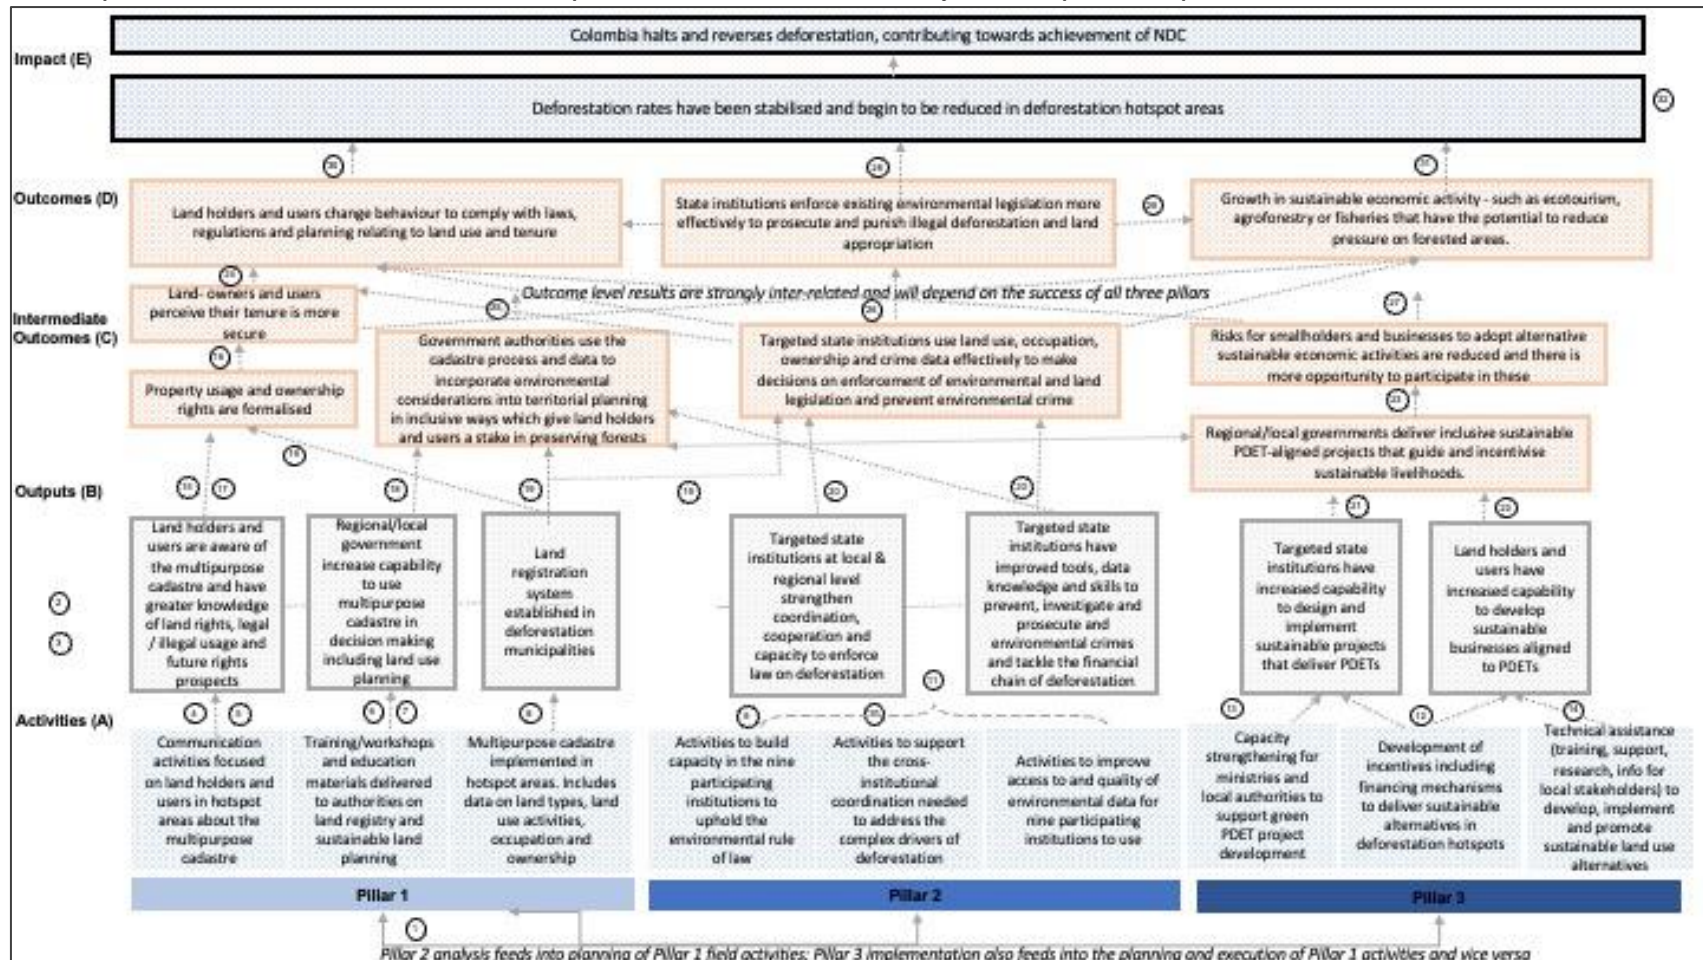 Colombia halts and reverses deforestation, contributing towards achievement of NDC
Impact (E)
Deforestation rates have been stabilised and begin to be reduced in deforestation hotspot areas
Outcomes (D)
Land holders and users change behaviour to comply with laws,
regulations and planning relating to land use and tenure
State institutions enforce existing environmental legislation more
effectively to prosecute and punish illegal deforestation and land
appropriation
Growth in sustainable economic activity - such as ecotourism,
agroforestry or fisheries that have the potential to reduce
pressure on forested areas.
Outcome level results are strongly inter-related and will depend on the success of all three pillars
Intermediate
Outcomes (C)
Land- owners and users
perceive their tenure is more
secure
Property usage and ownership
rights are formalised
Government authorities use the
cadastre process and data to
incorporate environmental
considerations into territorial planning
in inclusive ways which give land holders
and users a stake in preserving forests
Targeted state institutions use land use, occupation,
ownership and crime data effectively to make
decisions on enforcement of environmental and land
legislation and prevent environmental crime
27
Risks for smallholders and businesses to adopt alternative
sustainable economic activities are reduced and there is
more opportunity to participate in these
Regional/local governments deliver inclusive sustainable
PDET-aligned projects that guide and incentivise
sustainable livelihoods.
Outputs (B)
17
20
21
2
3
Land holders and
users are aware of
the multipurpose
cadastre and have
greater knowledge
of land rights, legal
/ illegal usage and
future rights
prospects
Regional/local
government
increase capability
to use
multipurpose
cadastre in
decision making
including land use
planning
Land
registration
system
established in
deforestation
municipalities
Targeted state
institutions at local &
regional level
strengthen
coordination,
cooperation and
capacity to enforce
law on deforestation
Targeted state
institutions have
improved tools, data
knowledge and skills to
prevent, investigate and
prosecute and
environmental crimes
and tackle the financial
chain of deforestation
Targeted state
institutions have
increased capability
to design and
implement
sustainable projects
that deliver PDETs
Land holders and
users have
increased capability
to develop
sustainable
businesses aligned
to PDETs
Activities (A)
4
5
6
7
8
9
10
11
12
13
14
Communication
activities focused
on land holders and
users in hotspot
areas about the
multipurpose
cadastre
Training/workshops
and education
materials delivered
to authorities on
land registry and
sustainable land
planning
Multipurpose cadastre
implemented in
hotspot areas. Includes
data on land types, land
use activities,
occupation and
ownership
Activities to build
capacity in the nine
participating
institutions to
uphold the
environmental rule
of law
Activities to support
the cross-
institutional
coordination needed
to address the
complex drivers of
deforestation
Activities to improve
access to and quality of
environmental data for
nine participating
institutions to use
Capacity
strengthening for
ministries and
local authorities to
support green
PDET project
development
Development of
incentives including
financing mechanisms
to deliver sustainable
alternatives in
deforestation hotspots
Technical assistance
(training, support,
research, info for
local stakeholders) to
develop, implement
and promote
sustainable land use
alternatives
Pillar 1
Pillar 2
Pillar 3
1
Pillar 2 analysis feeds into planning of Pillar 1 field activities; Pillar 3 implementation also feeds into the planning and execution of Pillar 1 activities and vice versa